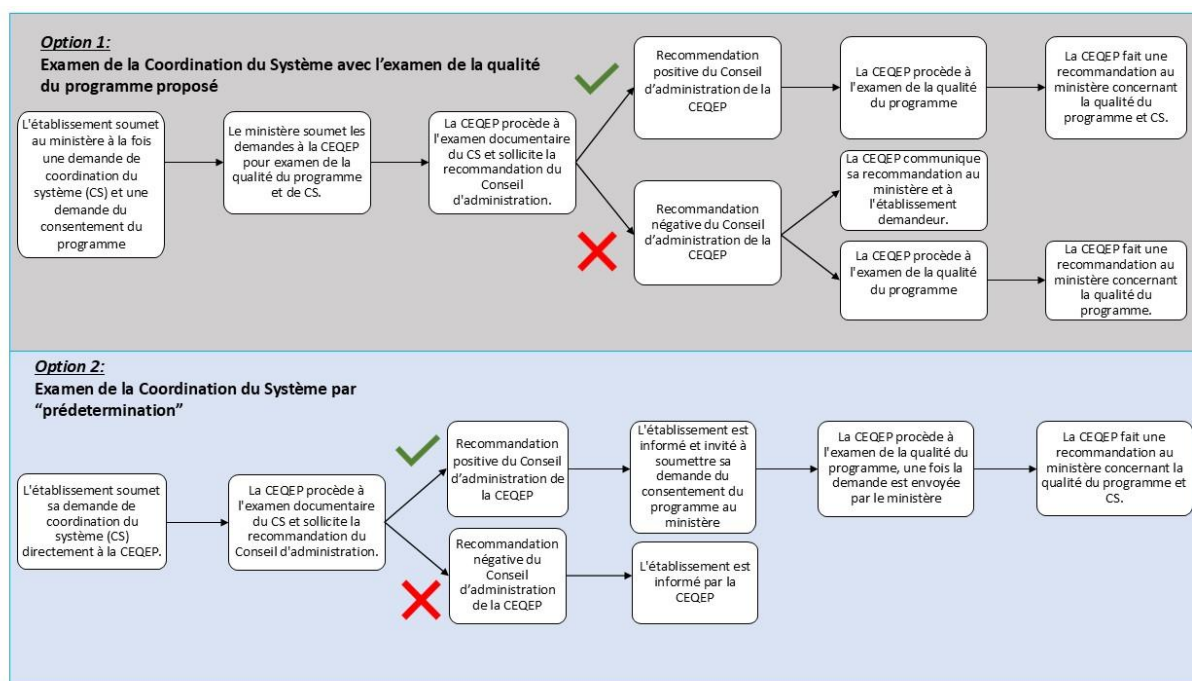 Option 1:
Examen de la Coordination du Système avec l'examen de la qualité
du programme proposé
L'établissement soumet
au ministère à la fois
une demande de
coordination du
système (CS) et une
demande du
consentement du
programme
Le ministère soumet les
demandes à la CEQEP
pour examen de la
qualité du programme
et de CS.
La CEQEP procède à
l'examen documentaire
du CS et sollicite la
recommandation du
Conseil
d'administration.
Recommendation
positive du Conseil
d'administration de la
CEQEP
La CEQEP procède à
l'examen de la qualité
du programme
La CEQEP fait une
recommandation au
ministère concernant
la qualité du
programme et CS.
Recommandation
négative du Conseil
d'administration de la
CEQEP
La CEQEP communique
sa recommandation au
ministère et à
l'établissement
demandeur.
La CEQEP procède à
l'examen de la qualité
du programme
La CEQEP fait une
recommandation au
ministère concernant
la qualité du
programme.
Option 2:
Examen de la Coordination du Système par
“prédetermination”
L'établissement soumet
sa demande de
coordination du
système (CS)
directement à la CEQEP.
La CEQEP procède à
l'examen documentaire
du CS et sollicite la
recommandation du
Conseil d'administration.
Recommandation
positive du Conseil
d'administration de
la CEQEP
L'établissement est
informé et invité à
soumettre sa
demande du
consentement du
programme au
ministère
La CEQEP procède à
l'examen de la qualité du
programme, une fois la
demande est envoyée
par le ministère
La CEQEP fait une
recommandation au
ministère concernant la
qualité du programme et
CS.
Recommandation
négative du
Conseil
d'administration
de la CEQEP
L'établissement est
informé par la
CEQEP